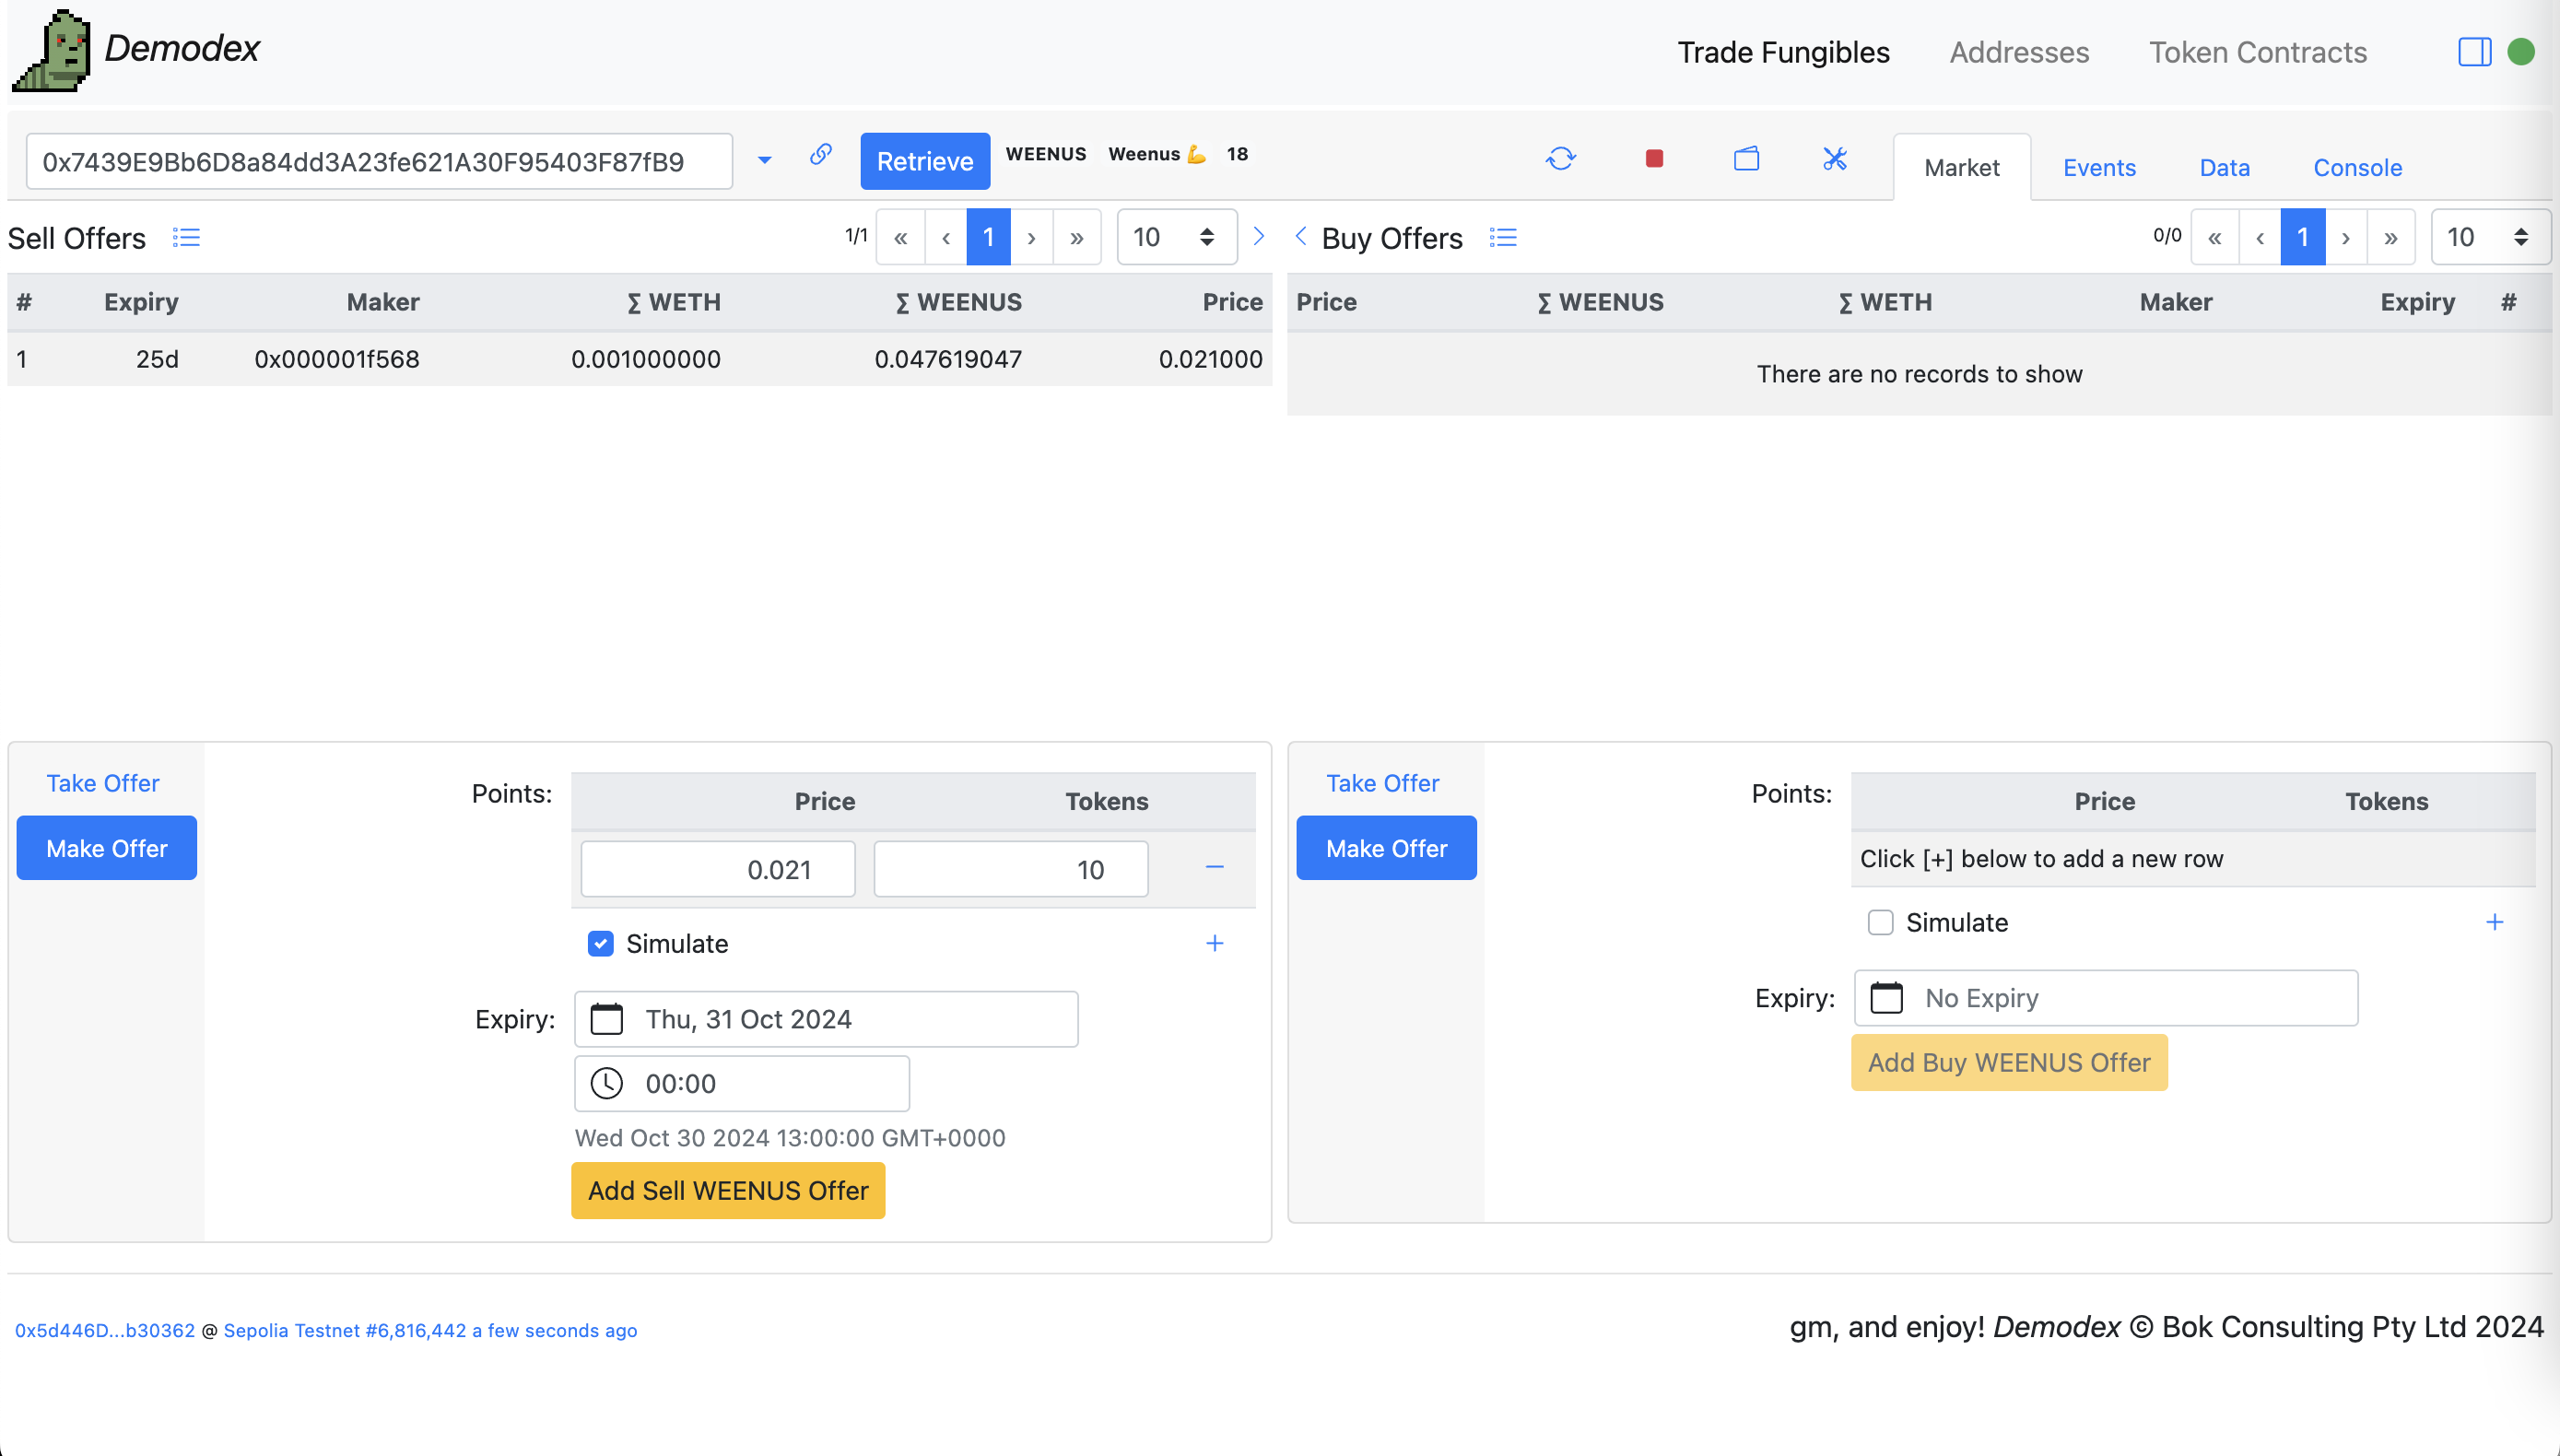 Demodex
Trade Fungibles Addresses Token Contracts
0x7439E9Bb6D8a84dd3A23fe621A30F95403F87fB9 Retrieve WEENUS Weenus 💪 18 Market Events Data Console
Sell Offers 1/1 « ‹ 1 › » 10
# Expiry Maker ∑ WETH ∑ WEENUS Price
1 25d 0x000001f568 0.001000000 0.047619047 0.021000
Buy Offers 0/0 « ‹ 1 › » 10
Price ∑ WEENUS ∑ WETH Maker Expiry #
There are no records to show
Take Offer
Make Offer
Points: Price Tokens
0.021 10
Simulate
Expiry: Thu, 31 Oct 2024
00:00
Wed Oct 30 2024 13:00:00 GMT+0000
Add Sell WEENUS Offer
Take Offer
Make Offer
Points: Price Tokens
Click [+] below to add a new row
Simulate
Expiry: No Expiry
Add Buy WEENUS Offer
0x5d446D...b30362 @ Sepolia Testnet #6,816,442 a few seconds ago
gm, and enjoy! Demodex © Bok Consulting Pty Ltd 2024